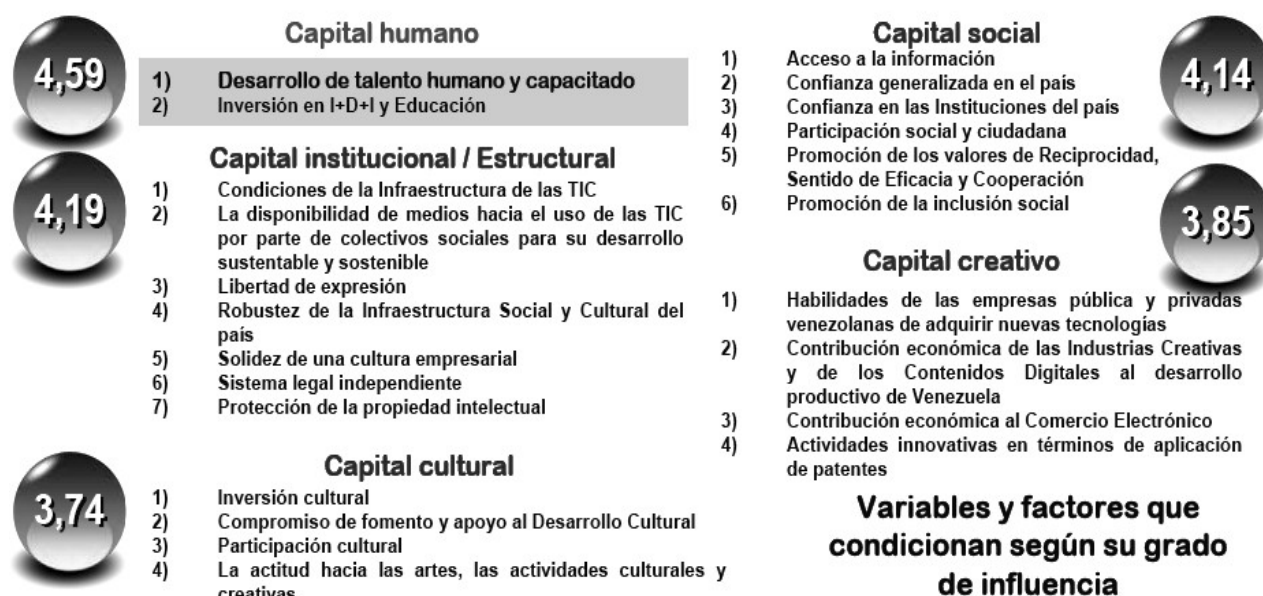 4,59
Capital humano
1) Desarrollo de talento humano y capacitado
2) Inversión en I+D+I y Educación
4,19
Capital institucional / Estructural
1) Condiciones de la Infraestructura de las TIC
2) La disponibilidad de medios hacia el uso de las TIC
por parte de colectivos sociales para su desarrollo
sustentable y sostenible
3) Libertad de expresión
4) Robustez de la Infraestructura Social y Cultural del
país
5) Solidez de una cultura empresarial
6) Sistema legal independiente
7) Protección de la propiedad intelectual
3,74
Capital cultural
1) Inversión cultural
2) Compromiso de fomento y apoyo al Desarrollo Cultural
3) Participación cultural
4) La actitud hacia las artes, las actividades culturales y
creativas
Capital social
4,14
1) Acceso a la información
2) Confianza generalizada en el país
3) Confianza en las Instituciones del país
4) Participación social y ciudadana
5) Promoción de los valores de Reciprocidad,
Sentido de Eficacia y Cooperación
6) Promoción de la inclusión social
3,85
Capital creativo
1) Habilidades de las empresas pública y privadas
venezolanas de adquirir nuevas tecnologías
2) Contribución económica de las Industrias Creativas
y de los Contenidos Digitales al desarrollo
productivo de Venezuela
3) Contribución económica al Comercio Electrónico
4) Actividades innovativas en términos de aplicación
de patentes
Variables y factores que
condicionan según su grado
de influencia